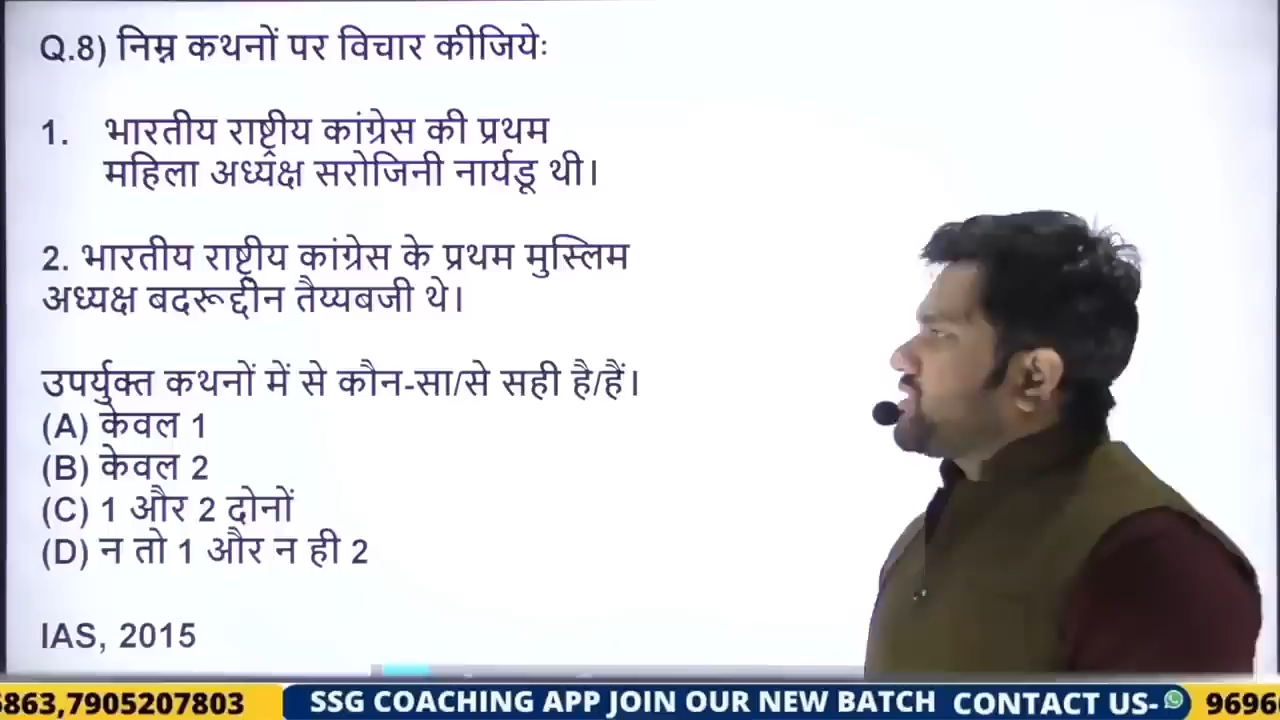 Q.8) निम्न कथनों पर विचार कीजियेः
1. भारतीय राष्ट्रीय कांग्रेस की प्रथम
महिला अध्यक्ष सरोजिनी नार्यडू थी।
2. भारतीय राष्ट्रीय कांग्रेस के प्रथम मुस्लिम
अध्यक्ष बदरूद्दीन तैय्यबजी थे।
उपर्युक्त कथनों में से कौन-सा/से सही है/हैं।
(A) केवल 1
(B) केवल 2
(C) 1 और 2 दोनों
(D) न तो 1 और न ही 2
IAS, 2015
5863,7905207803 SSG COACHING APP JOIN OUR NEW BATCH CONTACT US- 9696